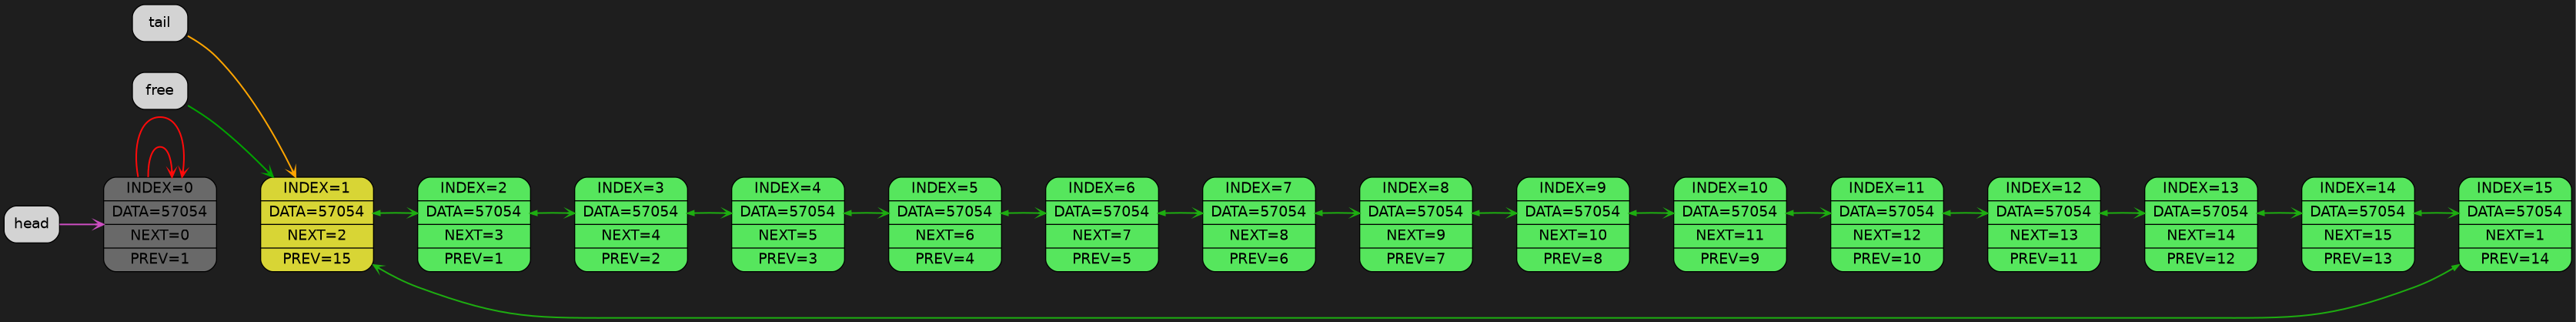 tail
free
head
INDEX=0
DATA=57054
NEXT=0
PREV=1
INDEX=1
DATA=57054
NEXT=2
PREV=15
INDEX=2
DATA=57054
NEXT=3
PREV=1
INDEX=3
DATA=57054
NEXT=4
PREV=2
INDEX=4
DATA=57054
NEXT=5
PREV=3
INDEX=5
DATA=57054
NEXT=6
PREV=4
INDEX=6
DATA=57054
NEXT=7
PREV=5
INDEX=7
DATA=57054
NEXT=8
PREV=6
INDEX=8
DATA=57054
NEXT=9
PREV=7
INDEX=9
DATA=57054
NEXT=10
PREV=8
INDEX=10
DATA=57054
NEXT=11
PREV=9
INDEX=11
DATA=57054
NEXT=12
PREV=10
INDEX=12
DATA=57054
NEXT=13
PREV=11
INDEX=13
DATA=57054
NEXT=14
PREV=12
INDEX=14
DATA=57054
NEXT=15
PREV=13
INDEX=15
DATA=57054
NEXT=1
PREV=14